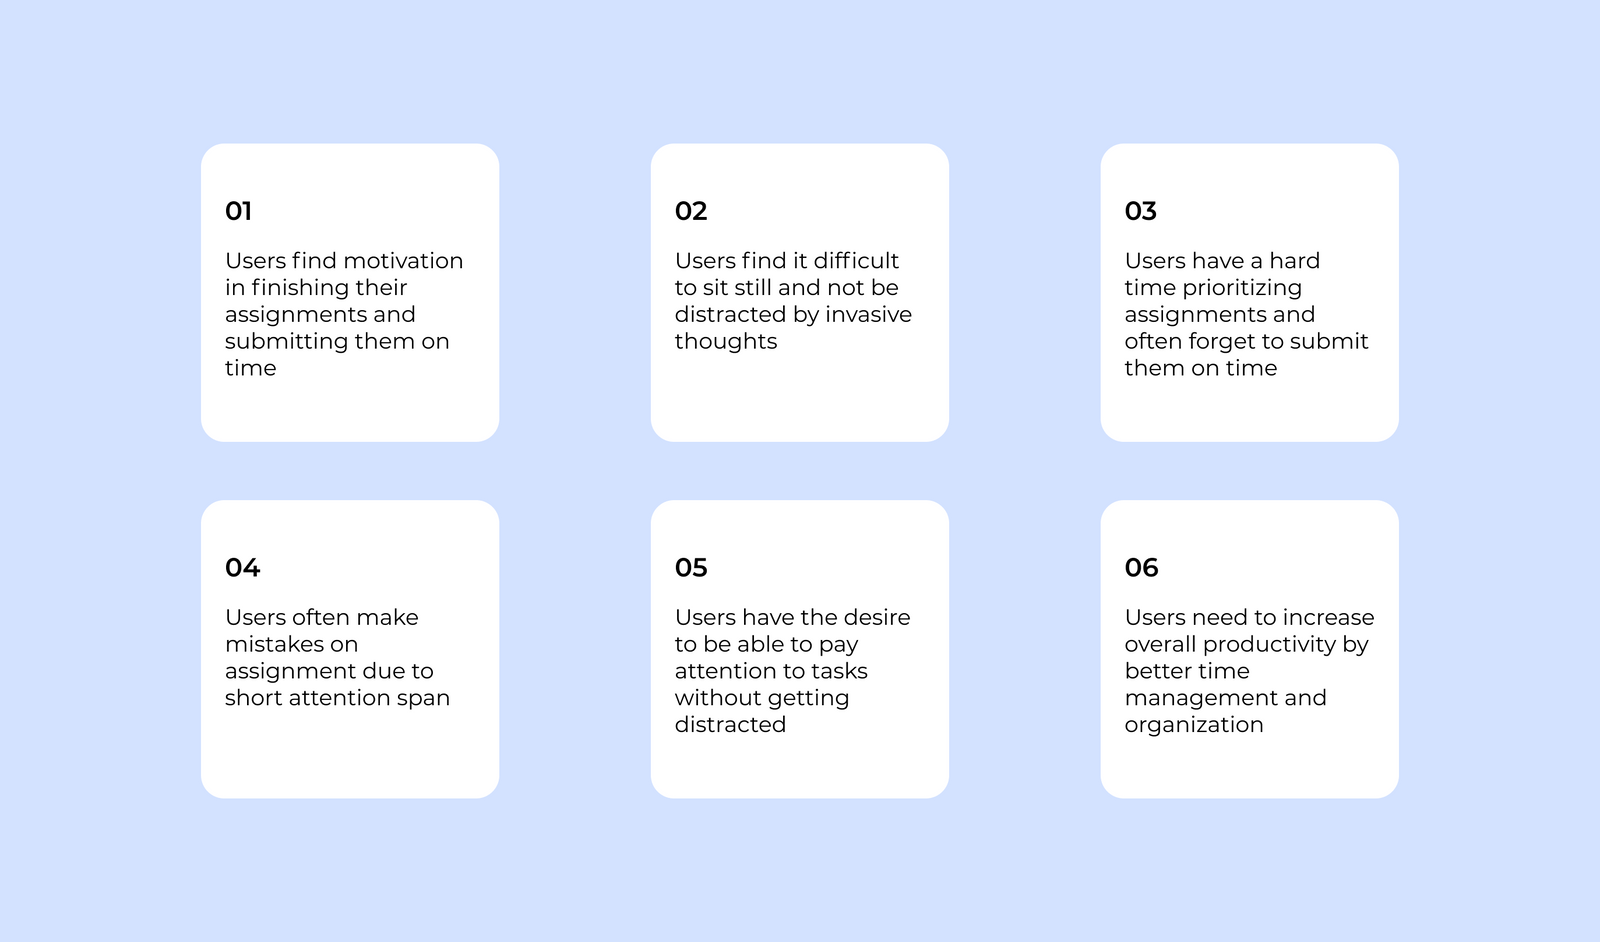 01
Users find motivation
in finishing their
assignments and
submitting them on
time
02
Users find it difficult
to sit still and not be
distracted by invasive
thoughts
03
Users have a hard
time prioritizing
assignments and
often forget to submit
them on time
04
Users often make
mistakes on
assignment due to
short attention span
05
Users have the desire
to be able to pay
attention to tasks
without getting
distracted
06
Users need to increase
overall productivity by
better time
management and
organization